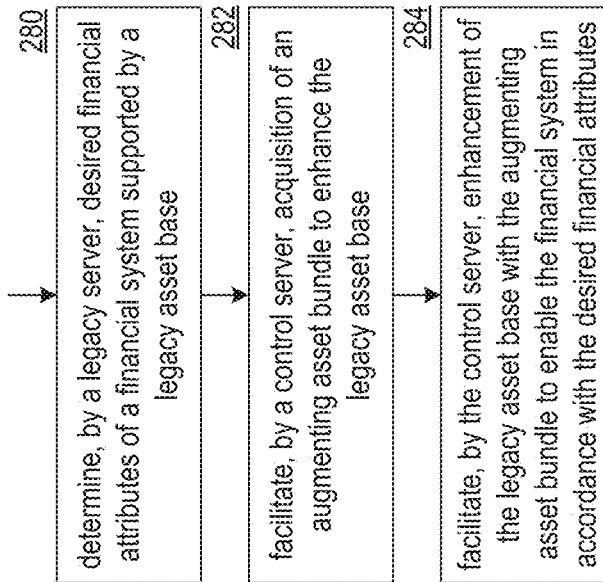 280
determine, by a legacy server, desired financial
attributes of a financial system supported by a
legacy asset base
282
facilitate, by a control server, acquisition of an
augmenting asset bundle to enhance the
legacy asset base
284
facilitate, by the control server, enhancement of
the legacy asset base with the augmenting
asset bundle to enable the financial system in
accordance with the desired financial attributes